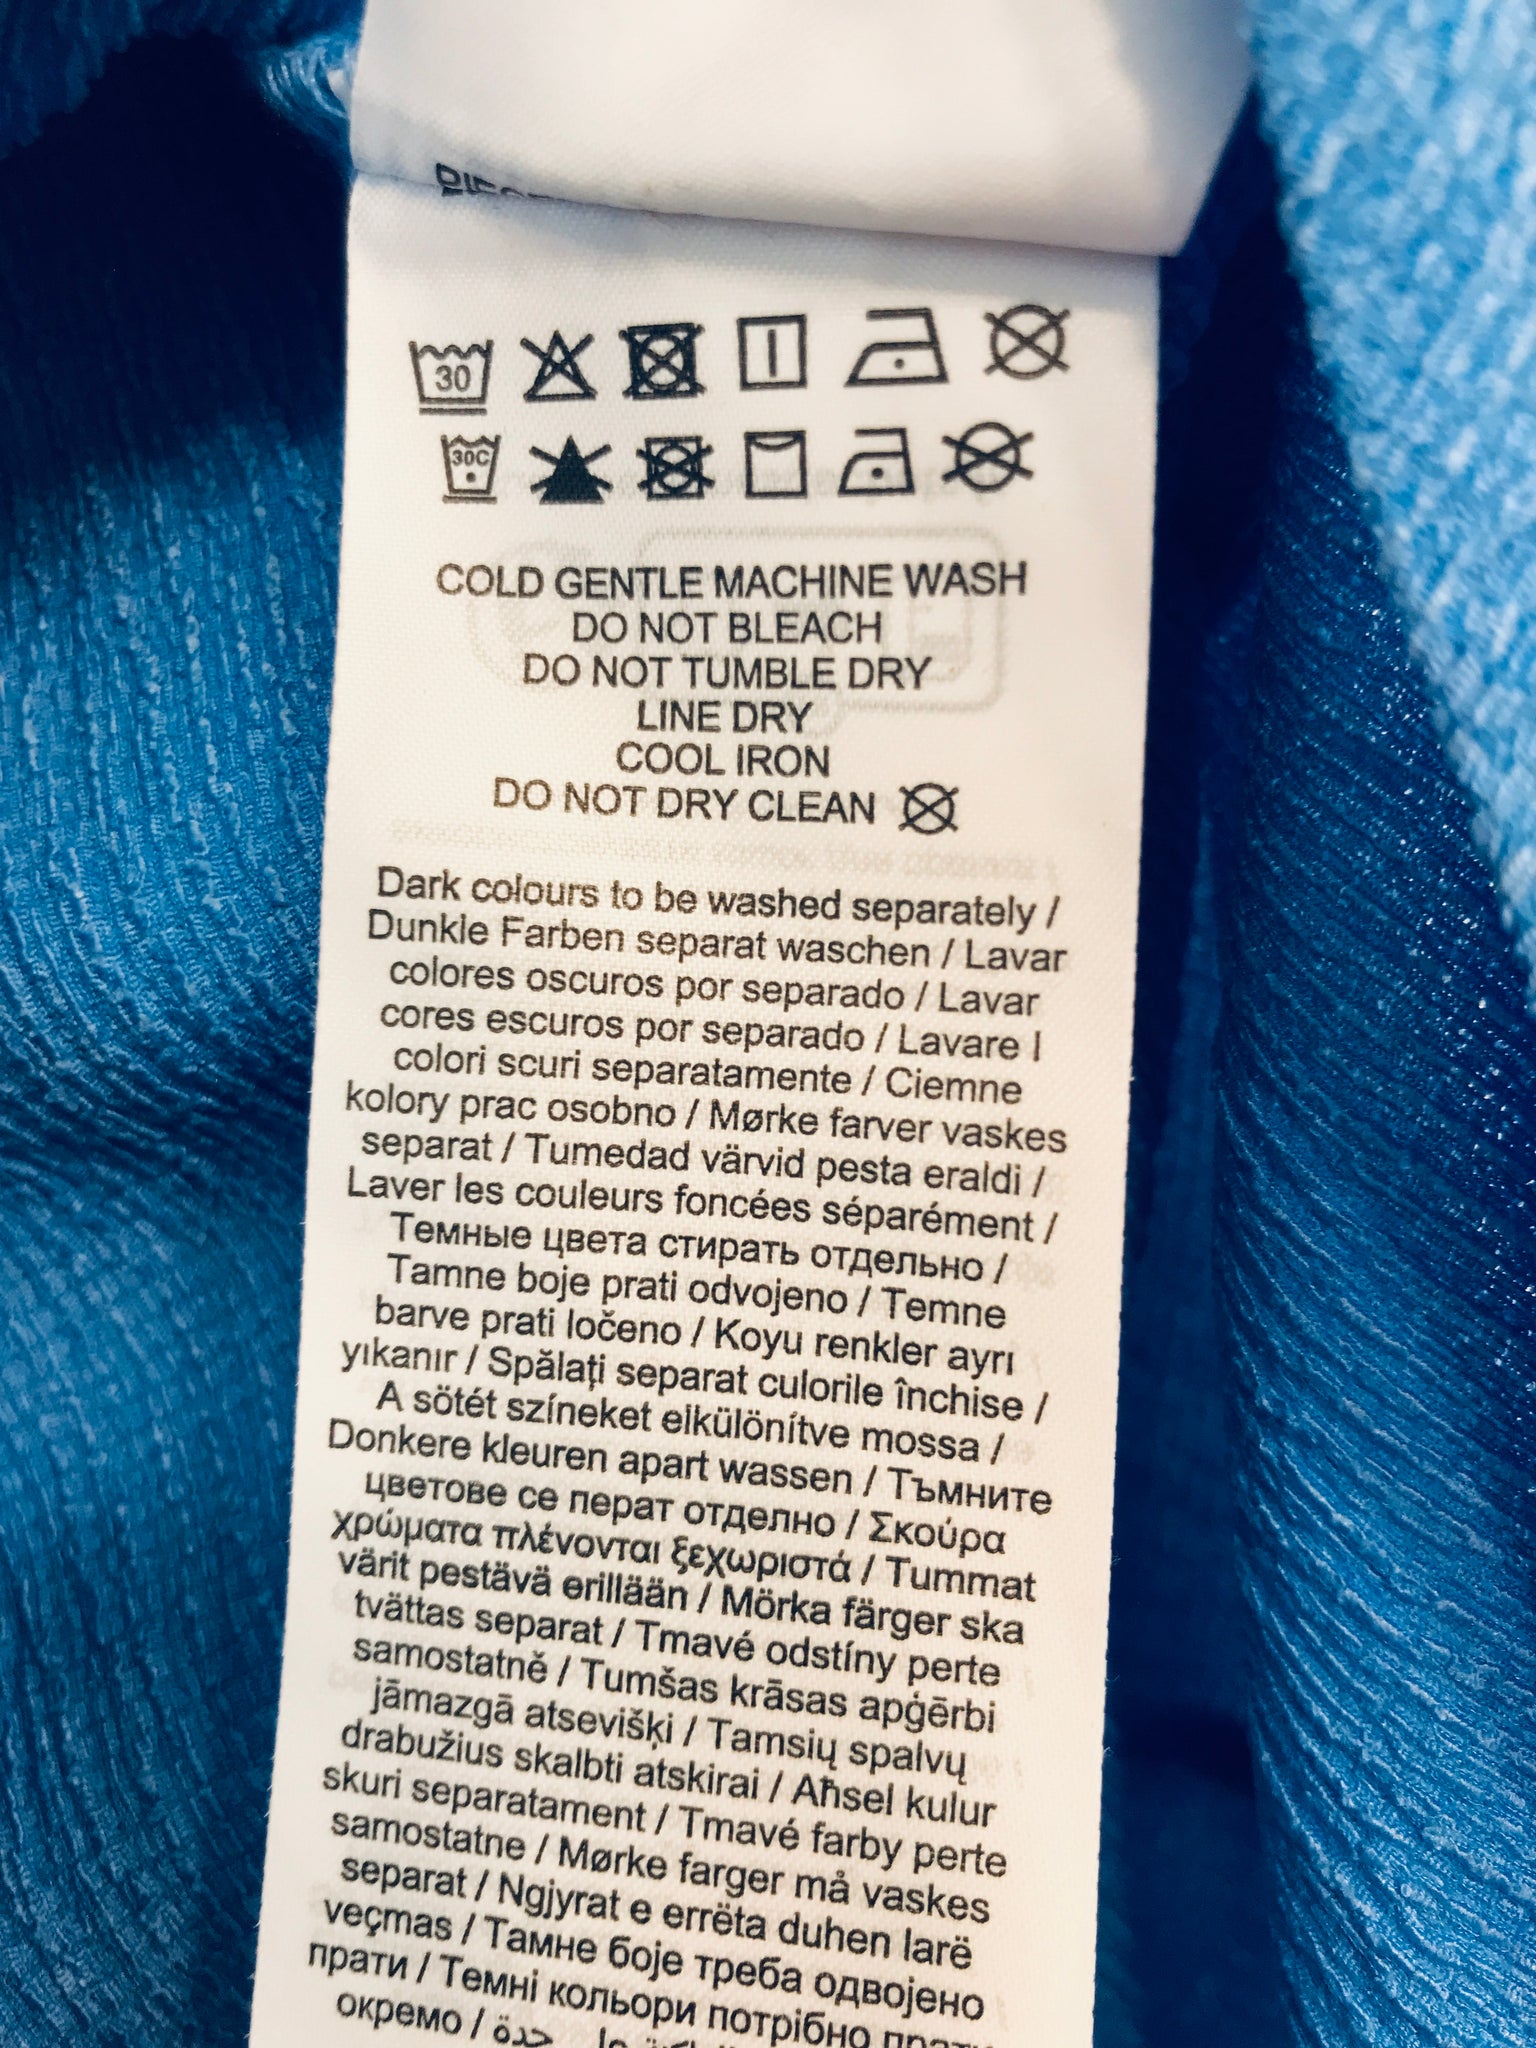 30
30C
COLD GENTLE MACHINE WASH
DO NOT BLEACH
DO NOT TUMBLE DRY
LINE DRY
COOL IRON
DO NOT DRY CLEAN
Dark colours to be washed separately /
Dunkle Farben separat waschen / Lavar
colores oscuros por separado / Lavar
cores escuros por separado / Lavare I
colori scuri separatamente / Ciemne
kolory prac osobno / Mørke farver vaskes
separat / Tumedad värvid pesta eraldi /
Laver les couleurs foncées séparément /
Темные цвета стирать отдельно /
Tamne boje prati odvojeno / Temne
barve prati ločeno / Koyu renkler ayrı
yıkanır / Spălați separat culorile închise /
A sötét színeket elkülönítve mossa /
Donkere kleuren apart wassen / Тъмните
цветове се перат отделно / Σκούρα
χρώματα πλένονται ξεχωριστά / Tummat
värit pestävä erillään / Mörka färger ska
tvättas separat / Tmavé odstíny perte
samostatně / Tumšas krāsas apģērbi
jāmazgā atsevišķi / Tamsių spalvų
drabužius skalbti atskirai / Aħsel kulur
skuri separatament / Tmavé farby perte
samostatne / Mørke farger må vaskes
separat / Ngjyrat e errëta duhen larë
veçmas / Тамне боје треба одвојено
прати / Темні кольори потрібно прати
окремо /